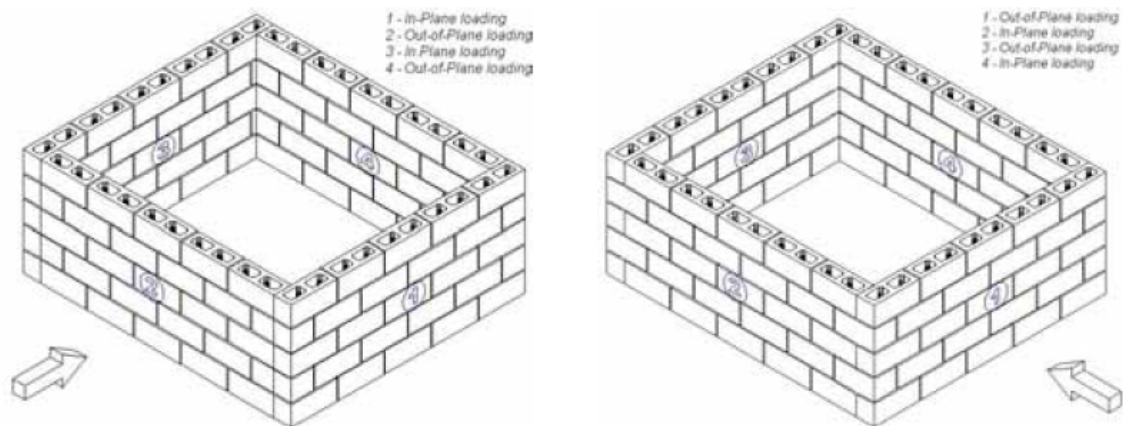 1 - In-Plane loading
2 - Out-of-Plane loading
3 - In Plane loading
4 - Out-of-Plane loading
3
4
2
1
1 - Out-of-Plane loading
2 - In-Plane loading
3 - Out-of-Plane loading
4 - In-Plane loading
3
4
2
1